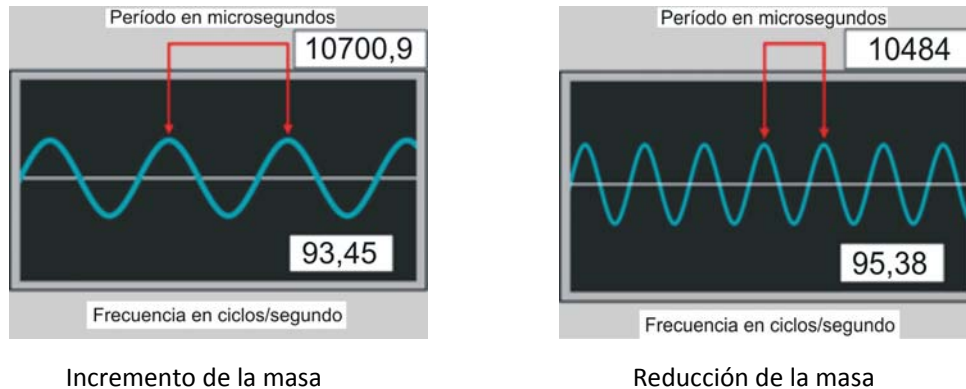 Período en microsegundos
10700,9
93,45
Frecuencia en ciclos/segundo
Incremento de la masa
Período en microsegundos
10484
95,38
Frecuencia en ciclos/segundo
Reducción de la masa